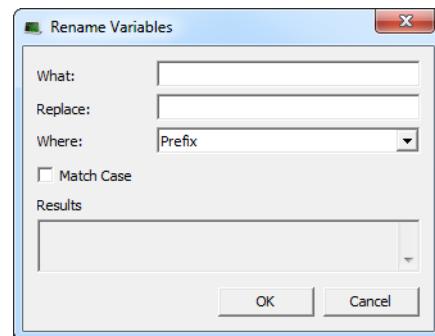 Rename Variables
What:
Replace:
Where: Prefix
Match Case
Results
OK Cancel